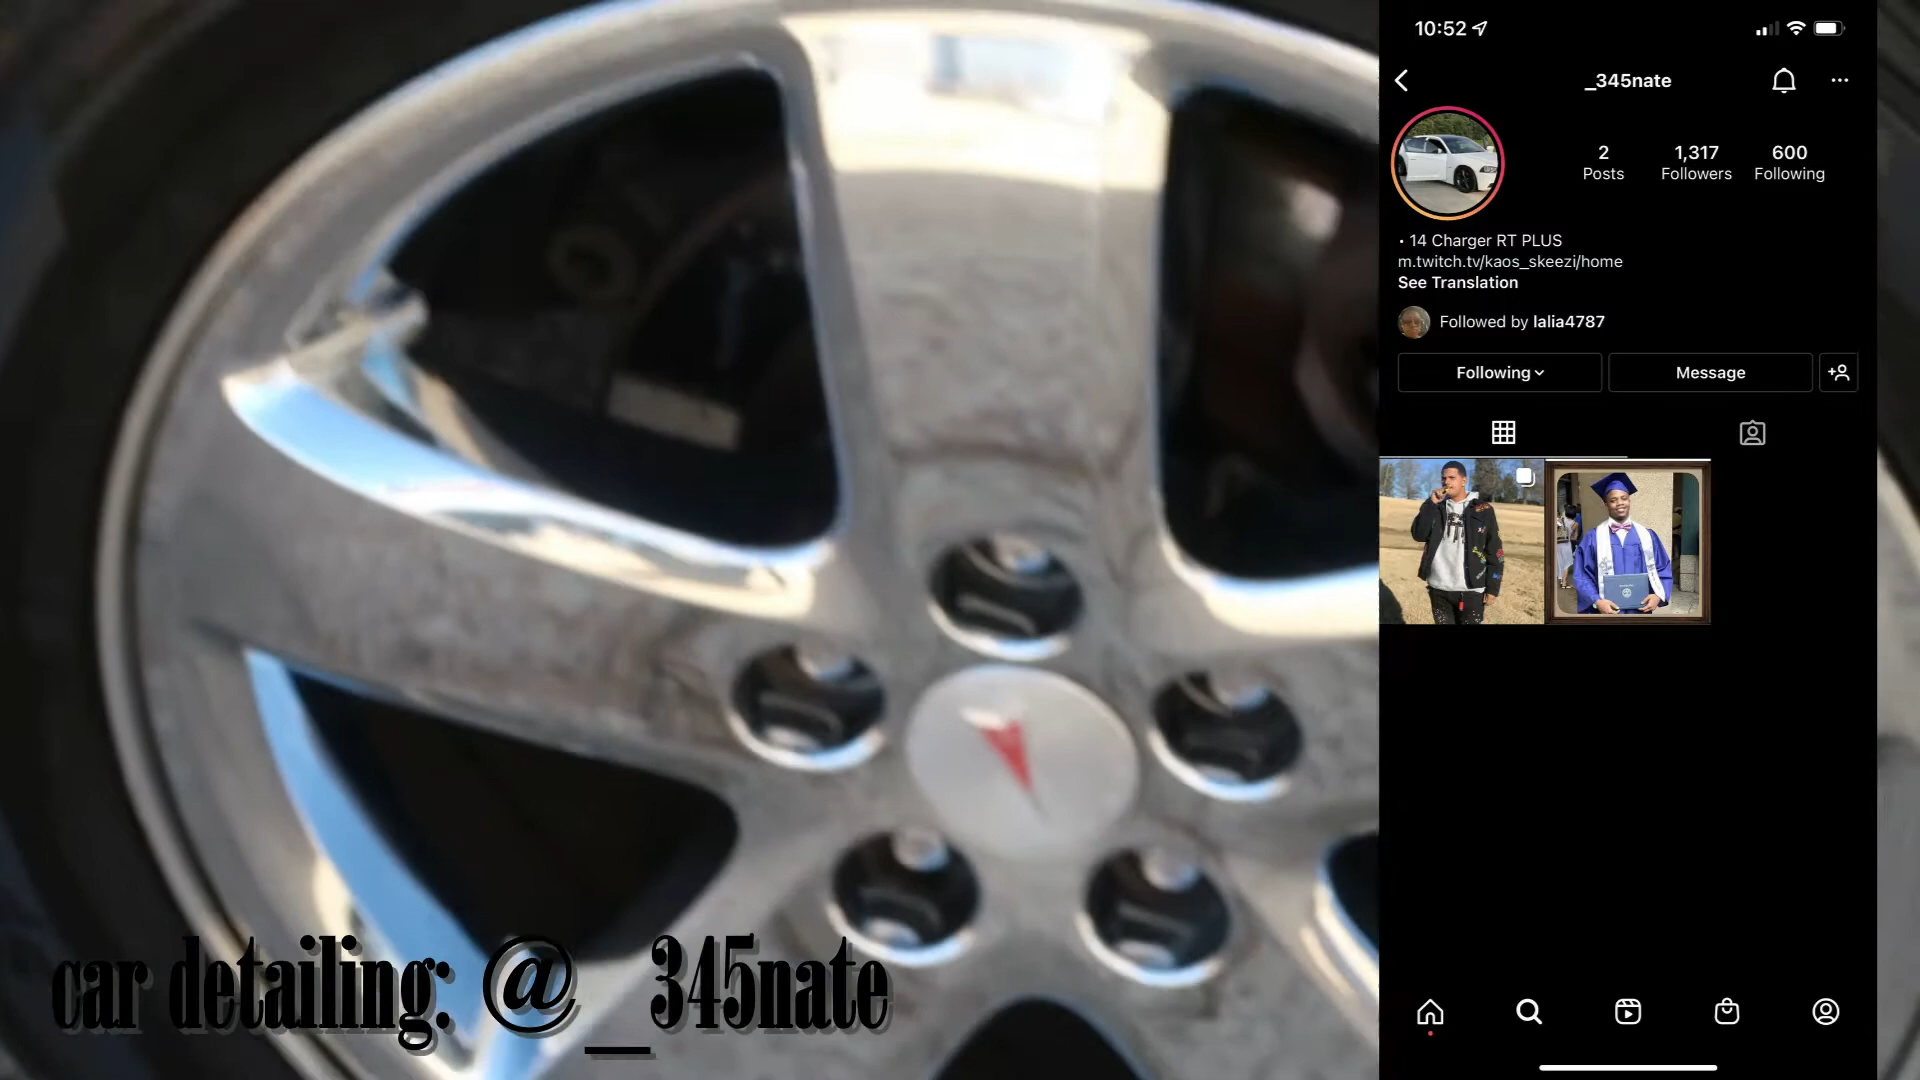 10:52
_345nate
2
Posts
1,317
Followers
600
Following
· 14 Charger RT PLUS
m.twitch.tv/kaos_skeezi/home
See Translation
Followed by lalia4787
Following
Message
car detailing: @_345nate